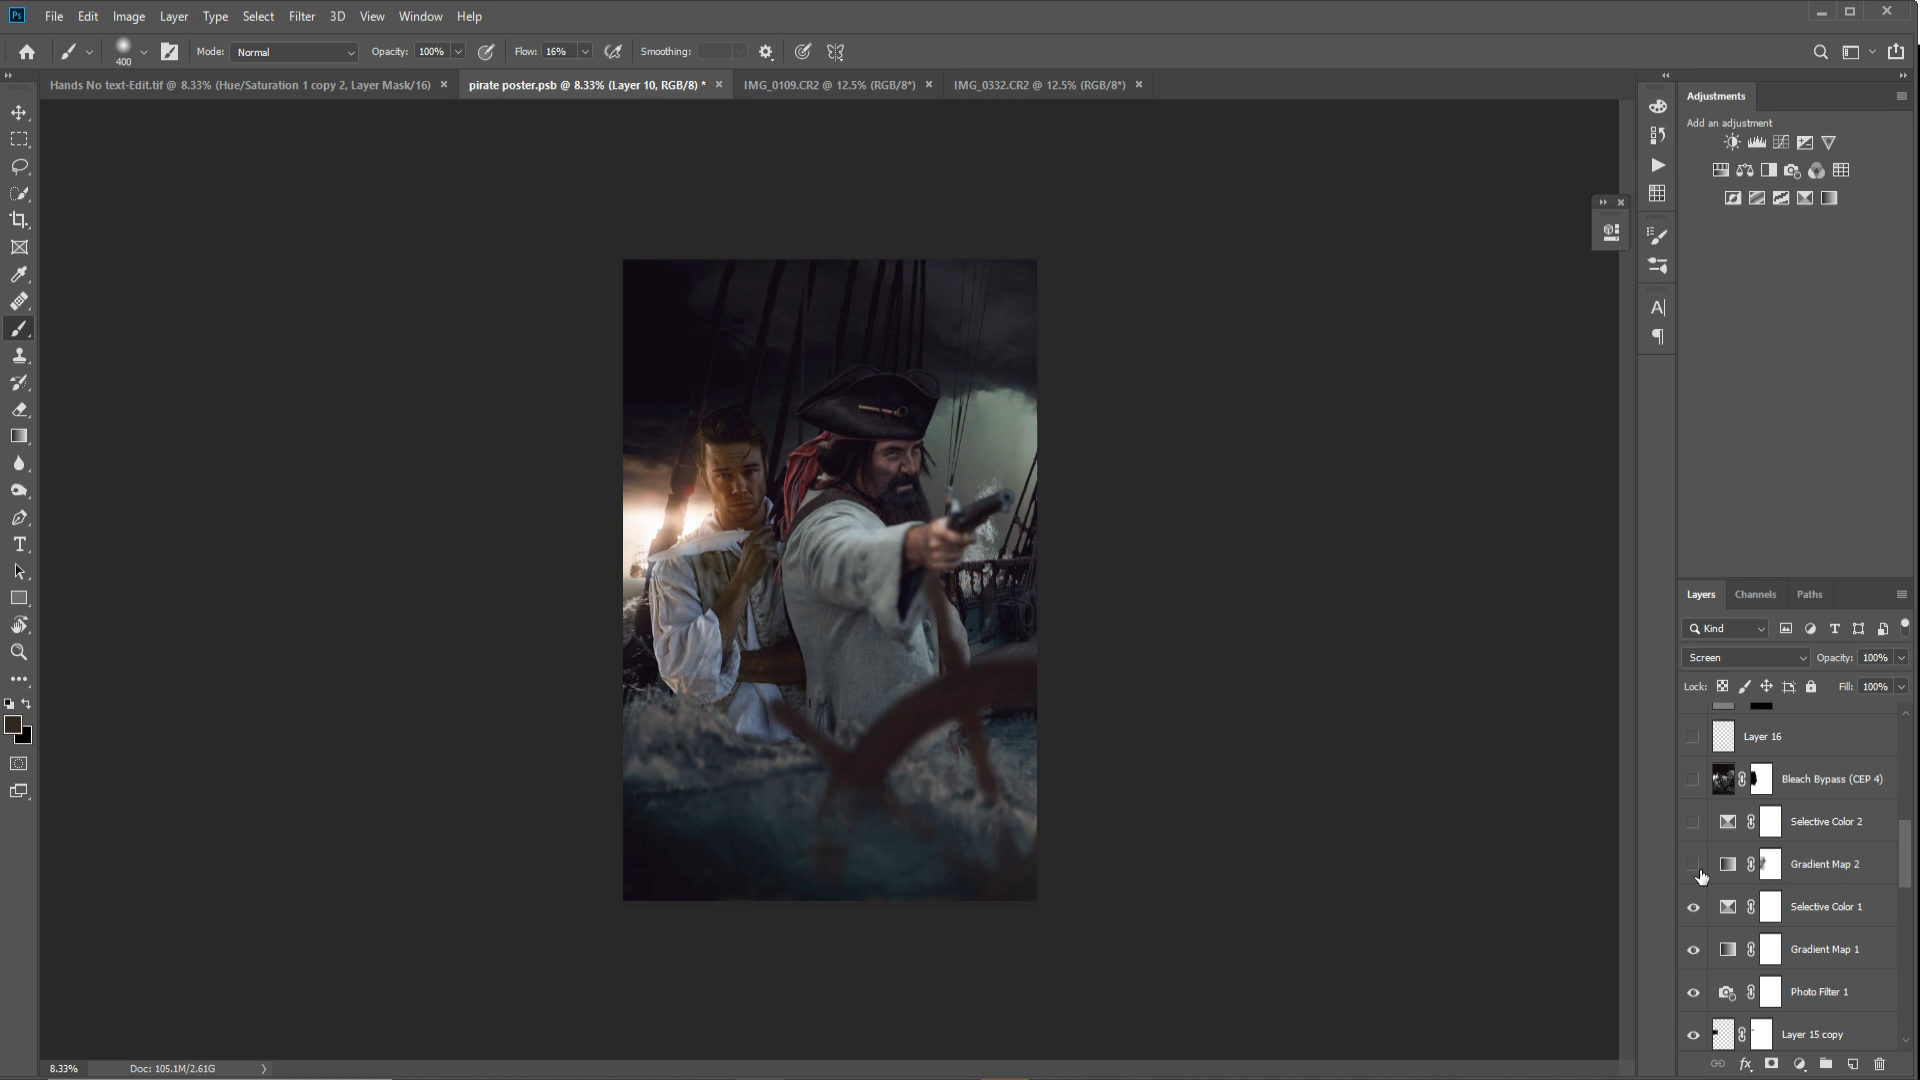 Ps File Edit Image Layer Type Select Filter 3D View Window Help
400 Mode: Normal Opacity: 100% Flow: 16% Smoothing:
Hands No text-Edit.tif @ 8.33% (Hue/Saturation 1 copy 2, Layer Mask/16) × pirate poster.psb @ 8.33% (Layer 10, RGB/8) * × IMG_0109.CR2 @ 12.5% (RGB/8*) × IMG_0332.CR2 @ 12.5% (RGB/8*) ×
Adjustments
Add an adjustment
Layers Channels Paths
Kind
Screen Opacity: 100%
Lock: Fill: 100%
Layer 16
Bleach Bypass (CEP 4)
Selective Color 2
Gradient Map 2
Selective Color 1
Gradient Map 1
Photo Filter 1
Layer 15 copy
fx
8.33% Doc: 105.1M/2.61G